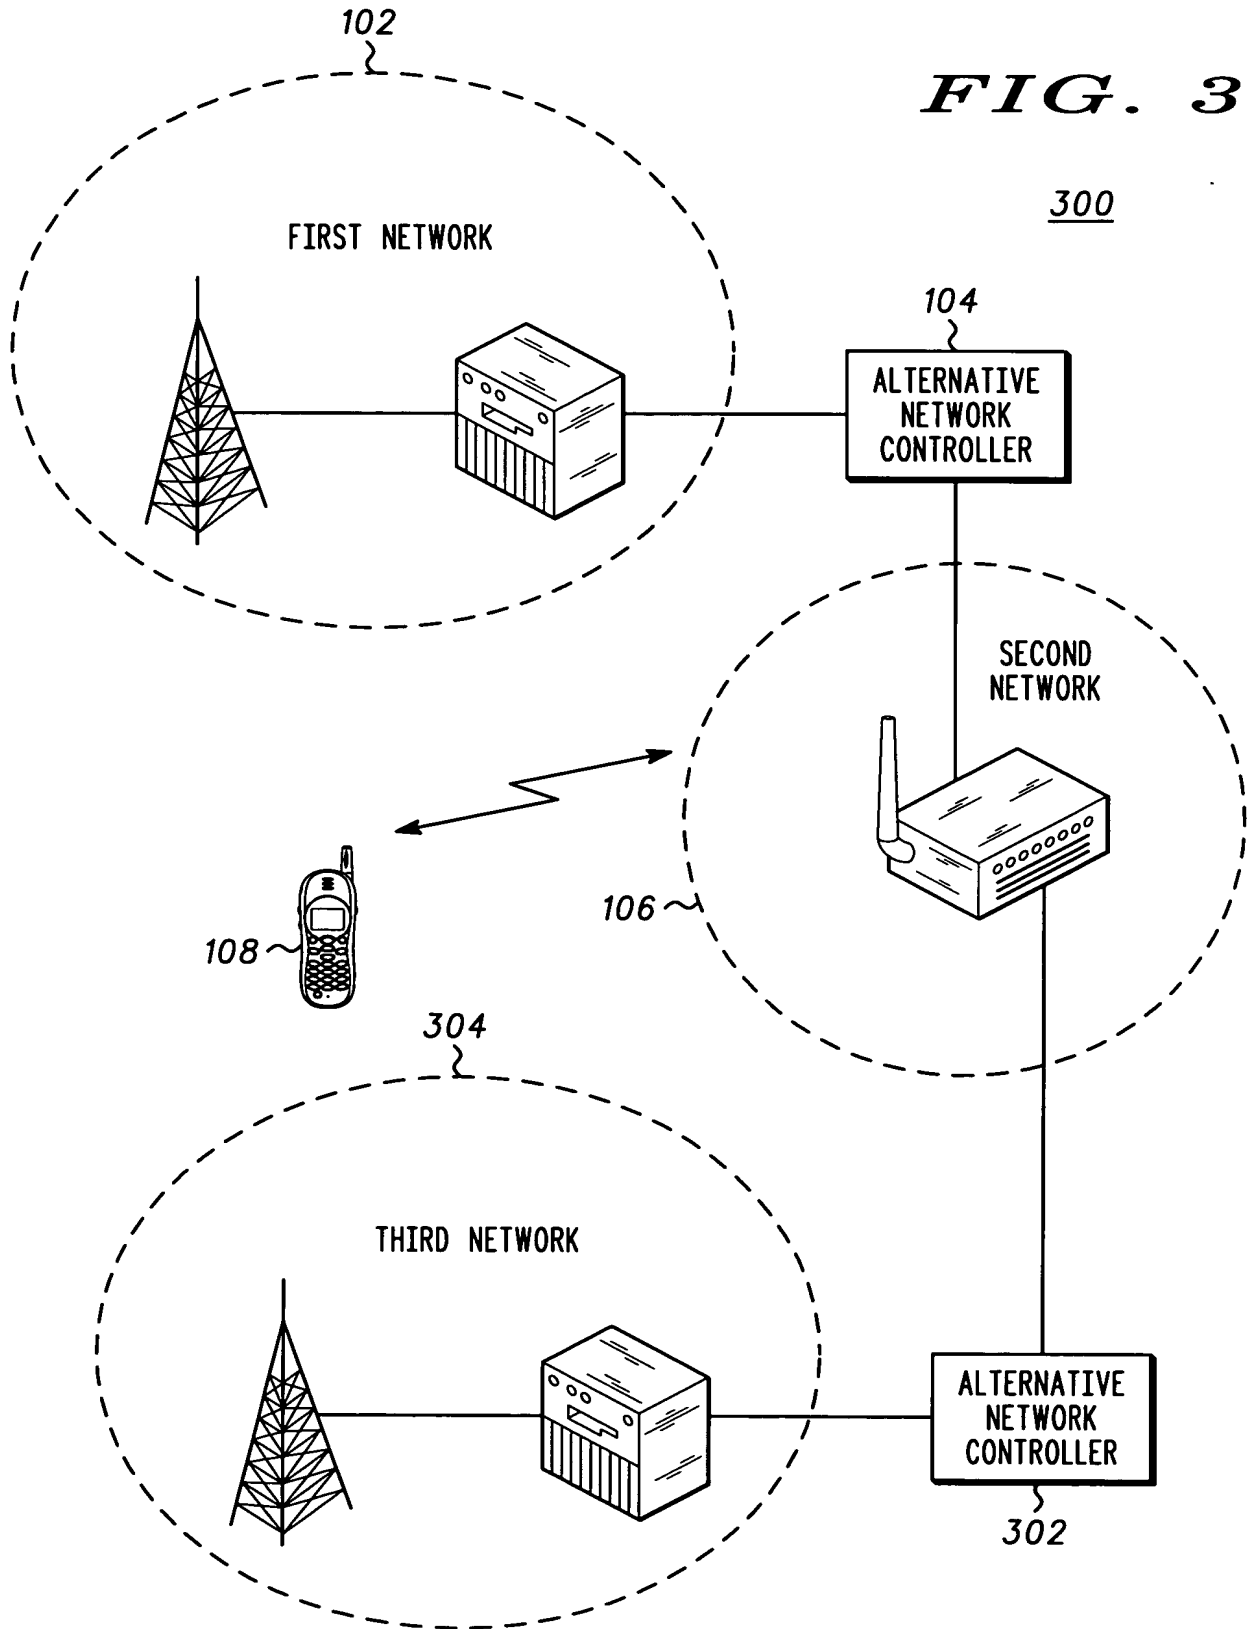 102
FIG. 3
300
FIRST NETWORK
104
ALTERNATIVE
NETWORK
CONTROLLER
SECOND
NETWORK
106
108
304
THIRD NETWORK
ALTERNATIVE
NETWORK
CONTROLLER
302